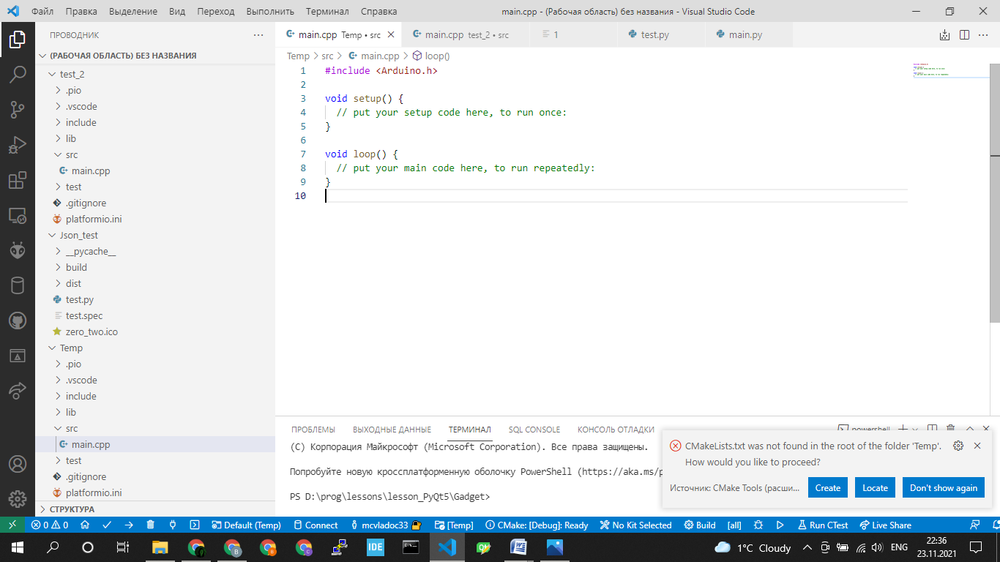 Файл Правка Выделение Вид Переход Выполнить Терминал Справка main.cpp - (Рабочая область) без названия - Visual Studio Code
ПРОВОДНИК
(РАБОЧАЯ ОБЛАСТЬ) БЕЗ НАЗВАНИЯ
test_2
.pio
.vscode
include
lib
src
main.cpp
test
.gitignore
platformio.ini
Json_test
__pycache__
build
dist
test.py
test.spec
zero_two.ico
Temp
.pio
.vscode
include
lib
src
main.cpp
test
.gitignore
platformio.ini
СТРУКТУРА
main.cpp Temp • src main.cpp test_2 • src 1 test.py main.py
Temp > src > main.cpp > loop()
1 #include <Arduino.h>
2
3 void setup() {
4 // put your setup code here, to run once:
5 }
6
7 void loop() {
8 // put your main code here, to run repeatedly:
9 }
10
ПРОБЛЕМЫ ВЫХОДНЫЕ ДАННЫЕ ТЕРМИНАЛ SQL CONSOLE КОНСОЛЬ ОТЛАДКИ powershell
(C) Корпорация Майкрософт (Microsoft Corporation). Все права защищены.
Попробуйте новую кроссплатформенную оболочку PowerShell (https://aka.ms/p
PS D:\prog\lessons\lesson_PyQt5\Gadget>
CMakeLists.txt was not found in the root of the folder 'Temp'.
How would you like to proceed?
Источник: CMake Tools (расши... Create Locate Don't show again
0 0 Default (Temp) Connect mcvladoc33 [Temp] CMake: [Debug]: Ready No Kit Selected Build [all] Run CTest Live Share
IDE 1°C Cloudy ENG 22:36
23.11.2021